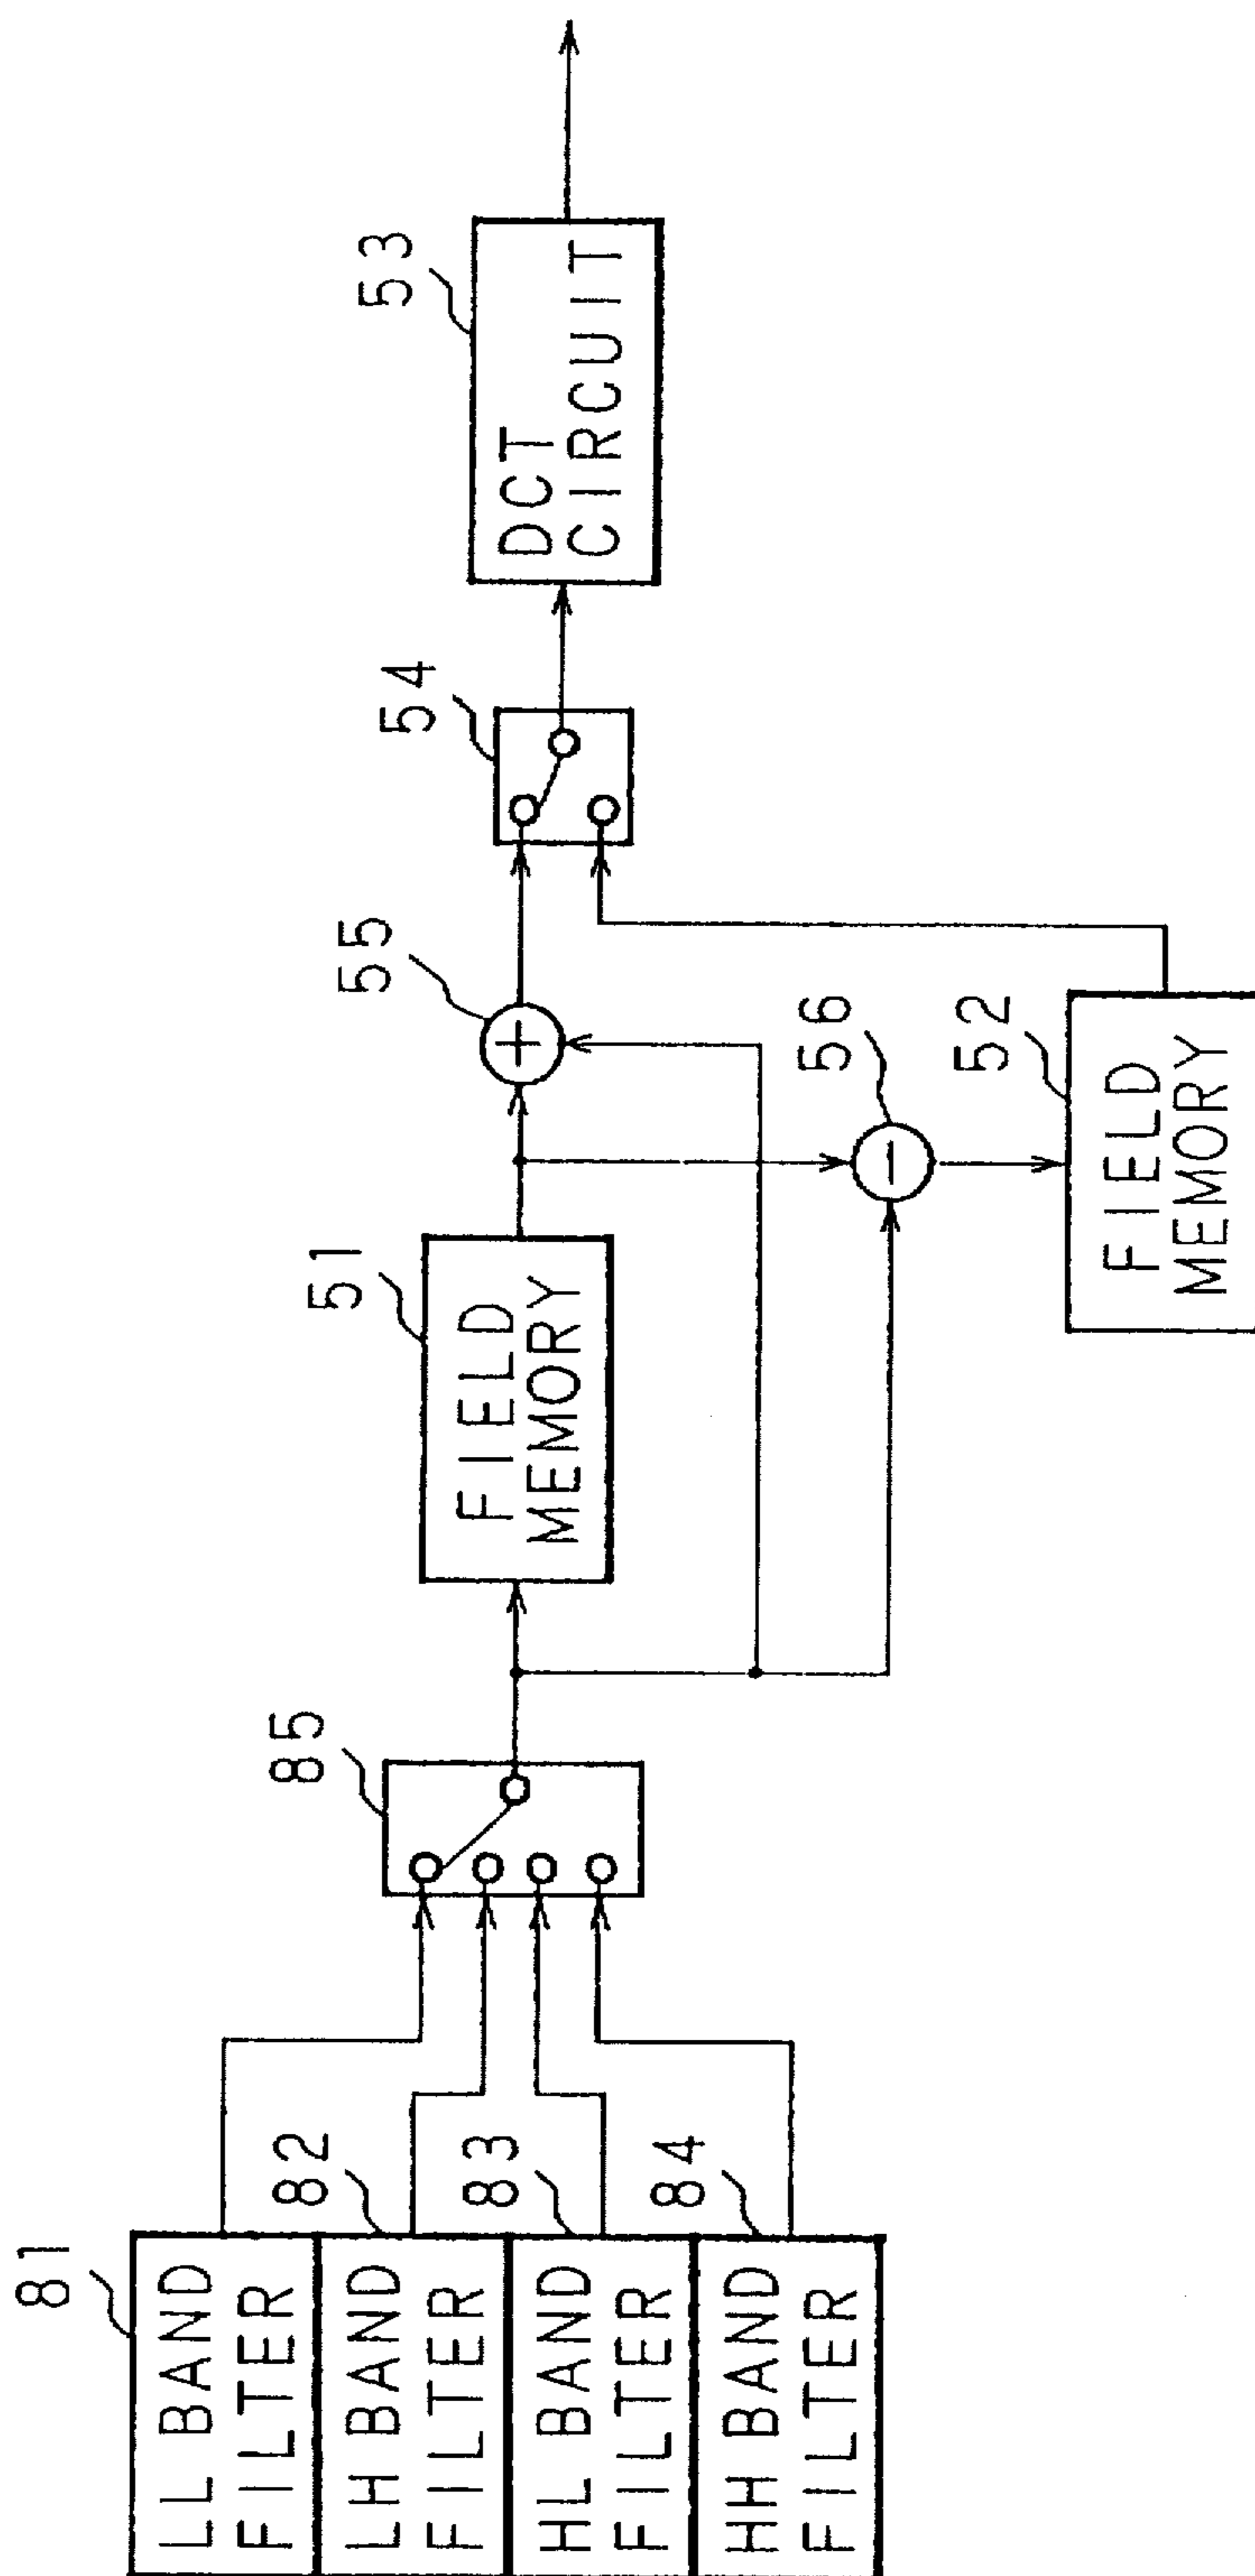 81
LL BAND
FILTER
82
LH BAND
FILTER
83
HL BAND
FILTER
84
HH BAND
FILTER
85
51
FIELD
MEMORY
55
+
56
−
52
FIELD
MEMORY
54
53
DCT
CIRCUIT